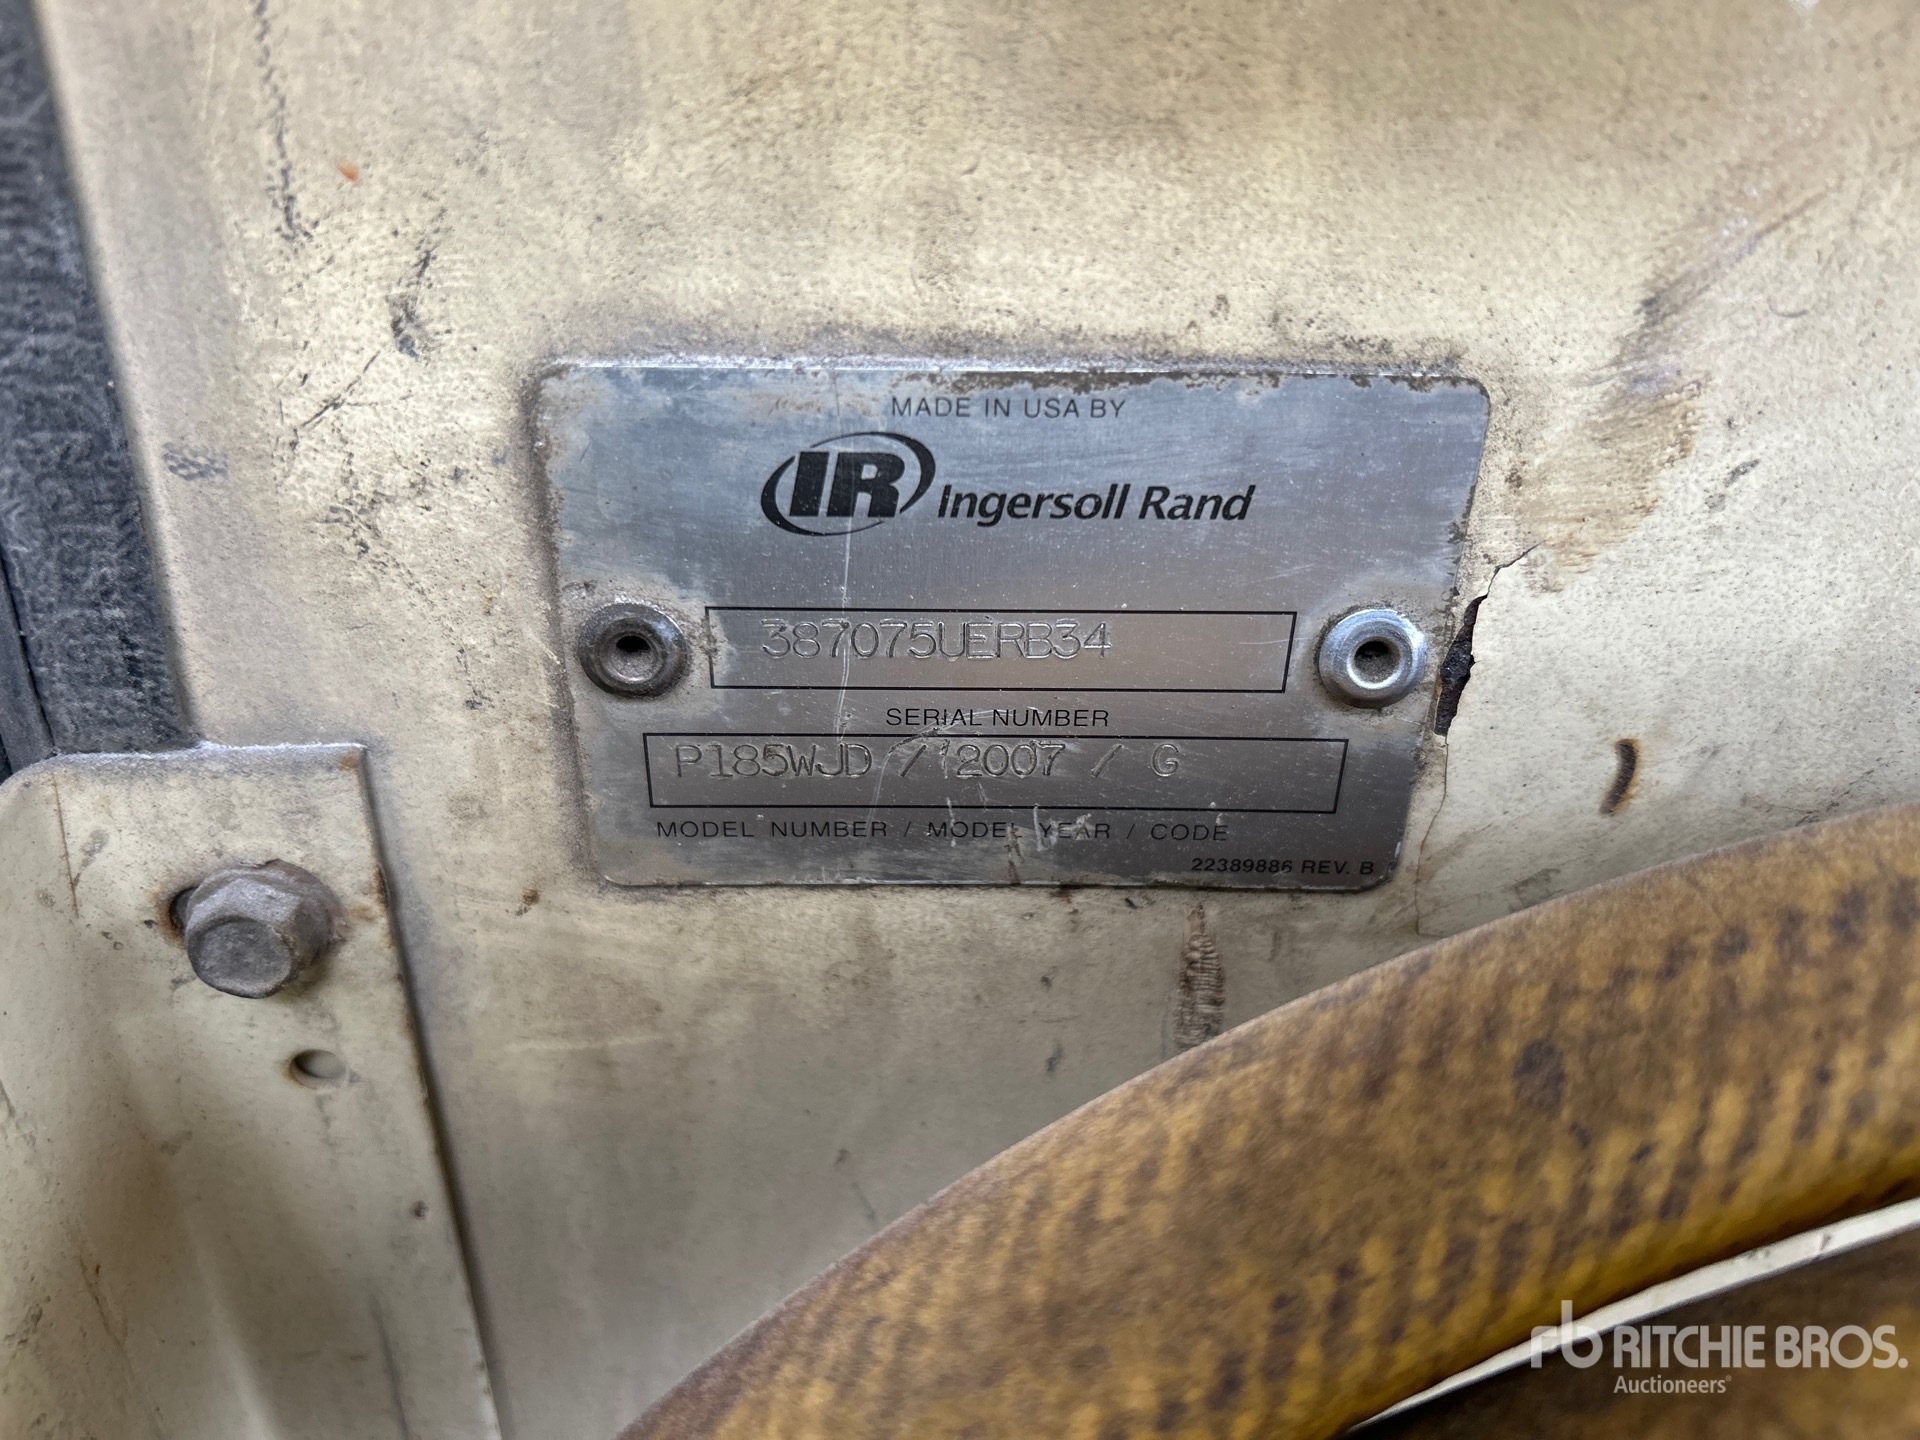 MADE IN USA BY
IR Ingersoll Rand
387075UERB34
SERIAL NUMBER
P185WJD / 2007 / G
MODEL NUMBER / MODEL YEAR / CODE
22389886 REV. B
rb RITCHIE BROS.
Auctioneers